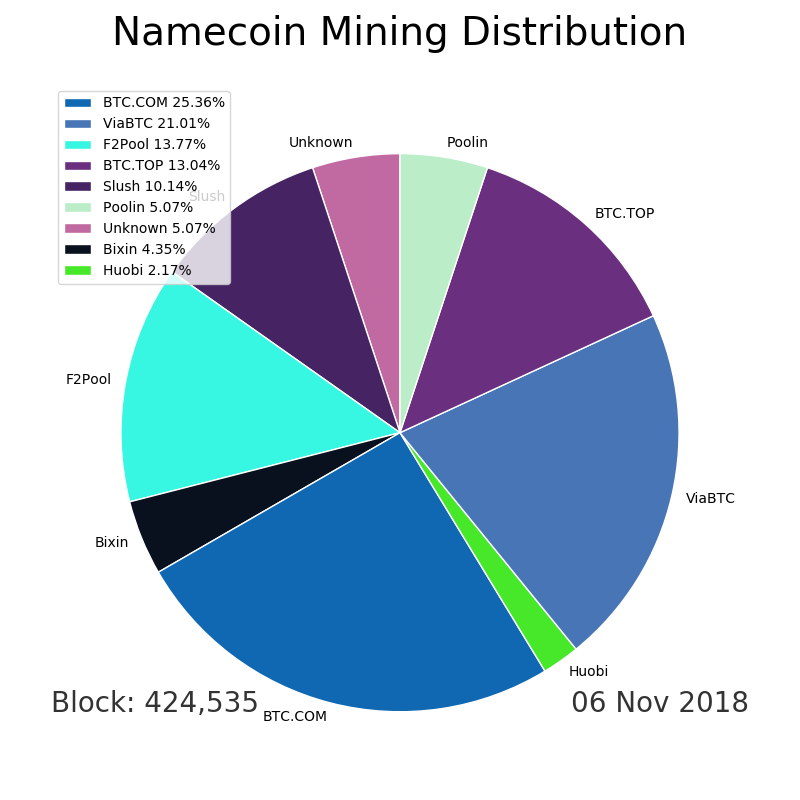 Namecoin Mining Distribution
BTC.COM 25.36%
ViaBTC 21.01%
F2Pool 13.77%
BTC.TOP 13.04%
Slush 10.14%
Poolin 5.07%
Unknown 5.07%
Bixin 4.35%
Huobi 2.17%
Unknown
Poolin
Slush
BTC.TOP
F2Pool
ViaBTC
Bixin
Huobi
BTC.COM
Block: 424,535
06 Nov 2018